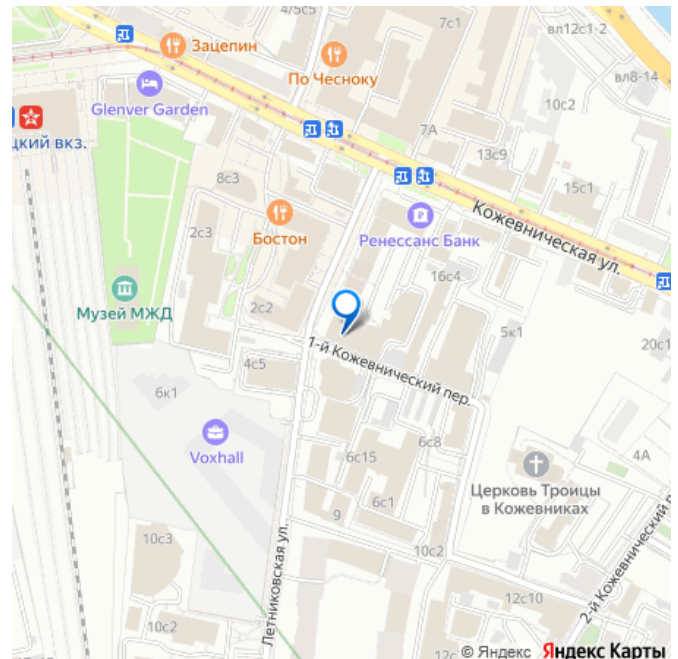 4/5с5
7с1
вл12с1-2
Зацепин
По Чесноку
вл8-14
10с2
Glenver Garden
7А
цкий вкз.
13с9
8с3
15с1
Бостон
Ренессанс Банк
Кожевническая ул.
2с3
16с4
Музей МЖД
2с2
5к1
20с1
1-й Кожевнический пер.
4с5
6к1
Voxhall
6с15
6с8
4А
Церковь Троицы
в Кожевниках
6с1
9
10с3
10с2
Летниковская ул.
2-й Кожевнический
12с10
10с2
© Яндекс Яндекс Карты